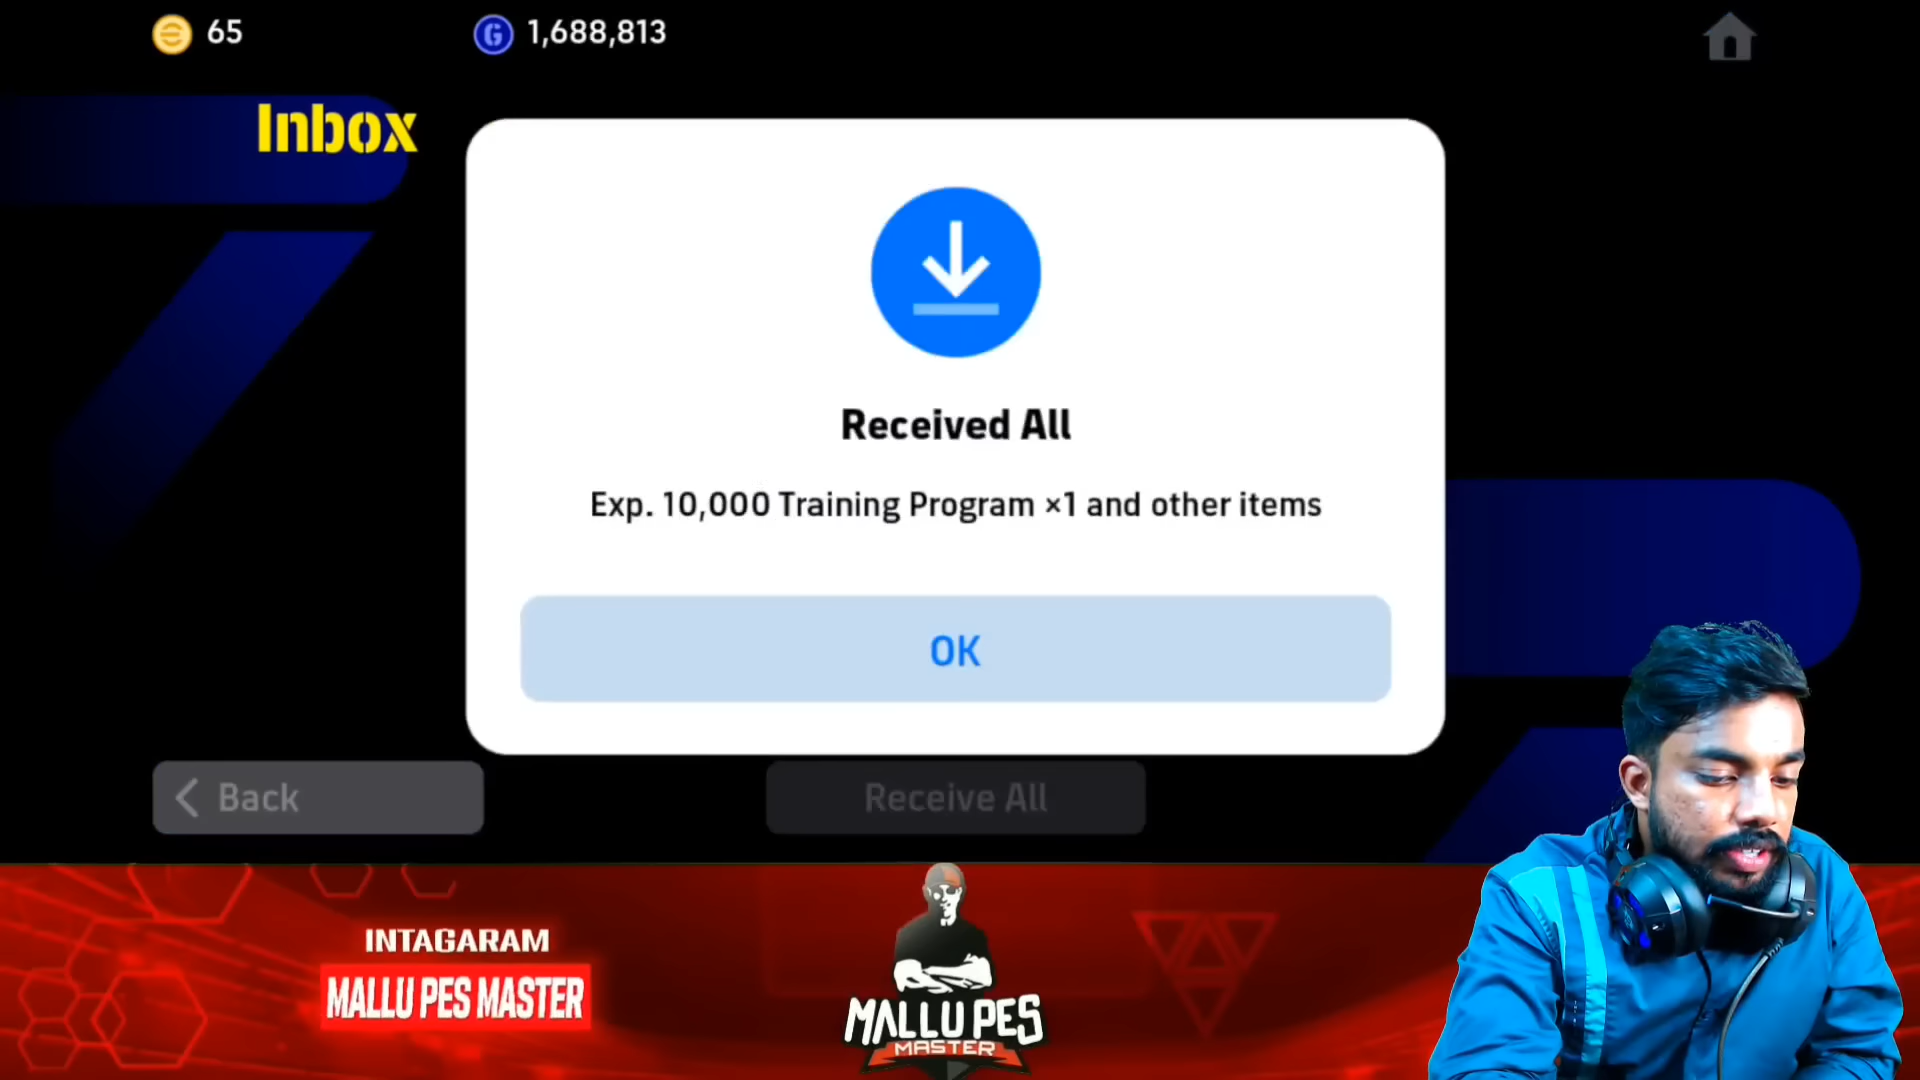 65
1,688,813
Inbox
Received All
Exp. 10,000 Training Program ×1 and other items
OK
Back
Receive All
INTAGARAM
MALLU PES MASTER
MALLU PES
MASTER